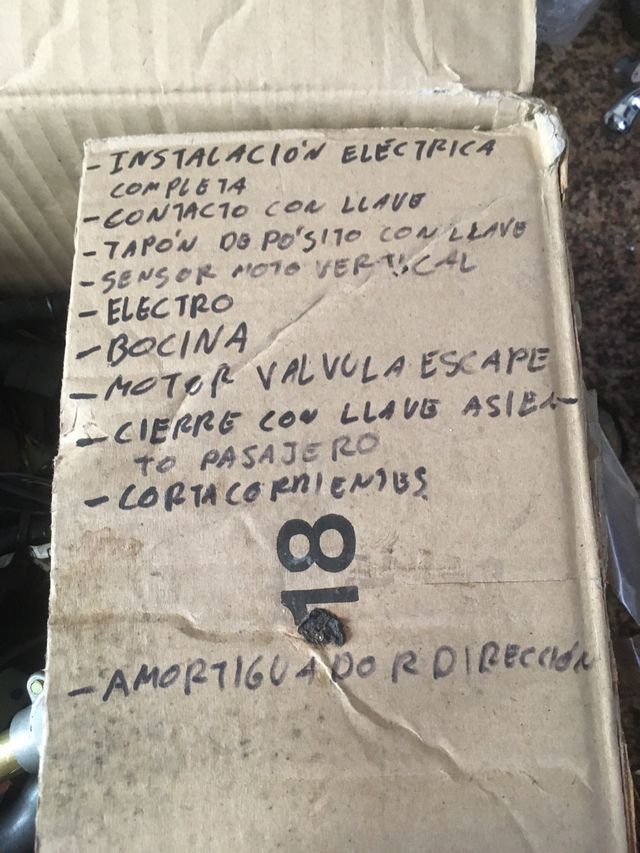 - INSTALACIÓN ELÉCTRICA
COMPLETA
- CONTACTO CON LLAVE
- TAPÓN DEPÓSITO CON LLAVE
- SENSOR MOTO VERTICAL
- ELECTRO
- BOCINA
- MOTOR VALVULA ESCAPE
- CIERRE CON LLAVE ASIEN-
TO PASAJERO
- CORTACORRIENTES
18
- AMORTIGUADOR DIRECCIÓN